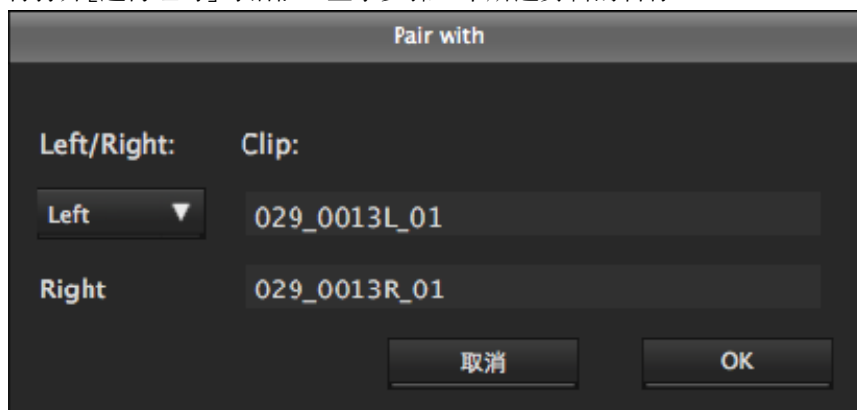 Pair with
Left/Right: Clip:
Left 029_0013L_01
Right 029_0013R_01
取消 OK